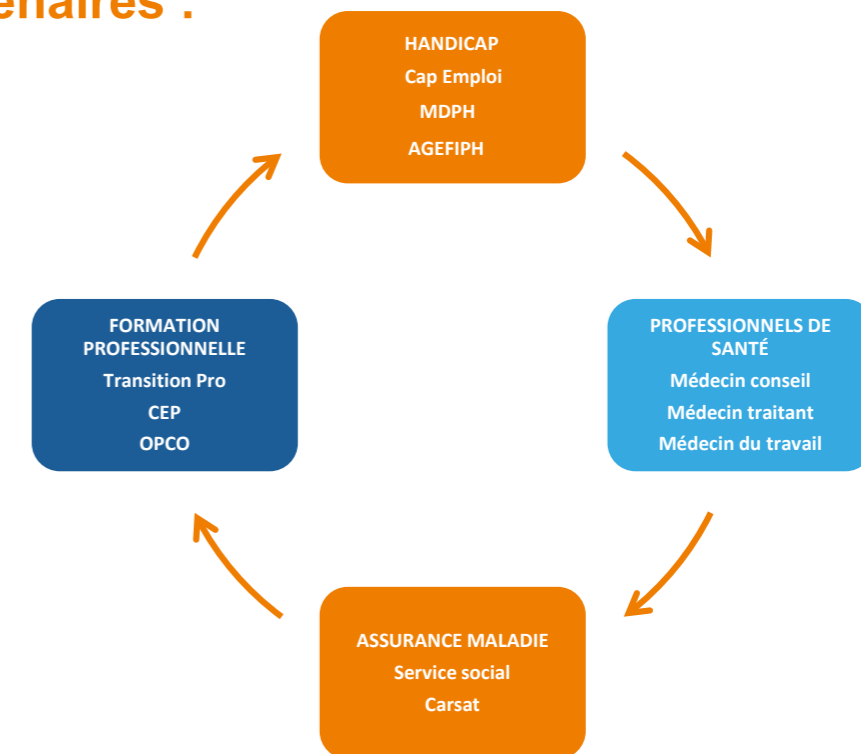 HANDICAP
Cap Emploi
MDPH
AGEFIPH
FORMATION
PROFESSIONNELLE
Transition Pro
CEP
OPCO
PROFESSIONNELS DE
SANTÉ
Médecin conseil
Médecin traitant
Médecin du travail
ASSURANCE MALADIE
Service social
Carsat